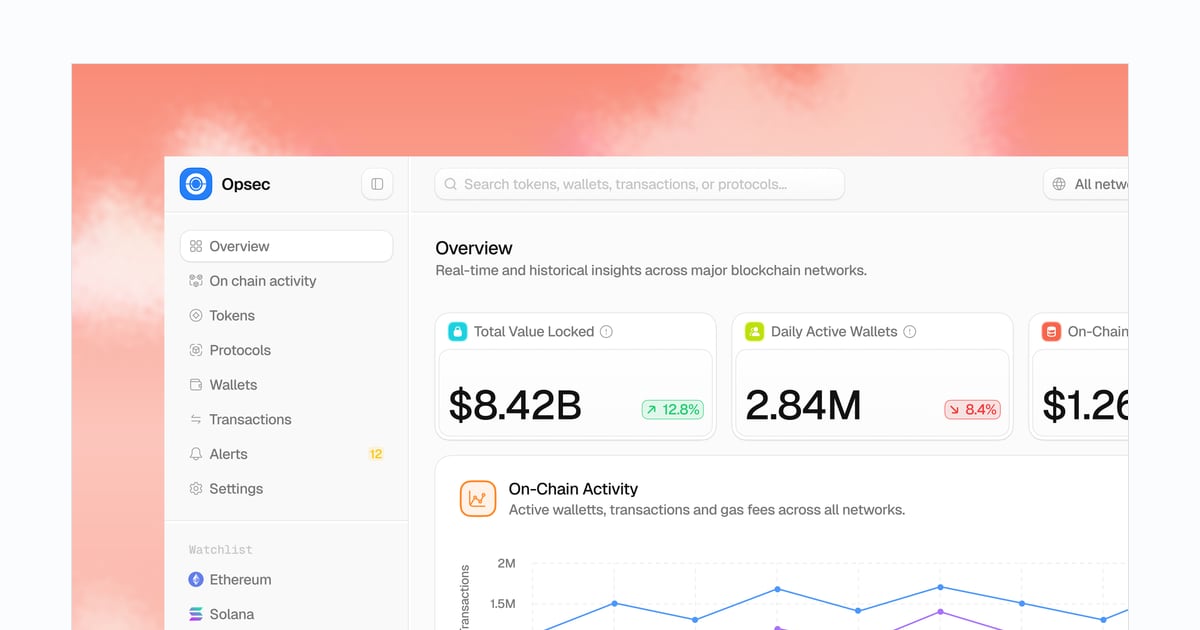 Opsec
Search tokens, wallets, transactions, or protocols...
All netw
Overview
On chain activity
Tokens
Protocols
Wallets
Transactions
Alerts
12
Settings
Watchlist
Ethereum
Solana
Overview
Real-time and historical insights across major blockchain networks.
Total Value Locked
$8.42B
12.8%
Daily Active Wallets
2.84M
8.4%
On-Chain
$1.26
On-Chain Activity
Active walletts, transactions and gas fees across all networks.
2M
1.5M
ransactions